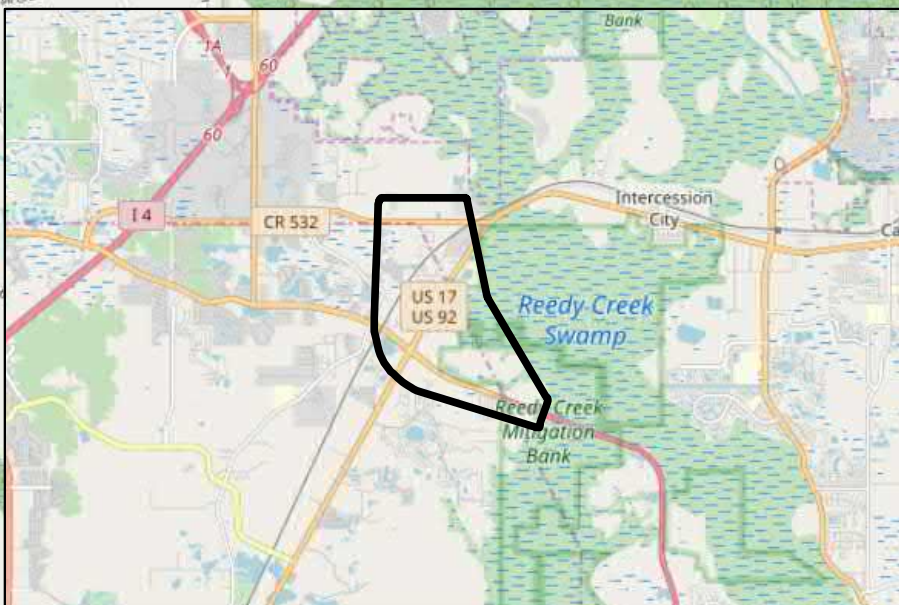 Bank
1A
60
60
Intercession
City
I 4
CR 532
US 17
US 92
Reedy Creek
Swamp
Reedy Creek
Mitigation
Bank